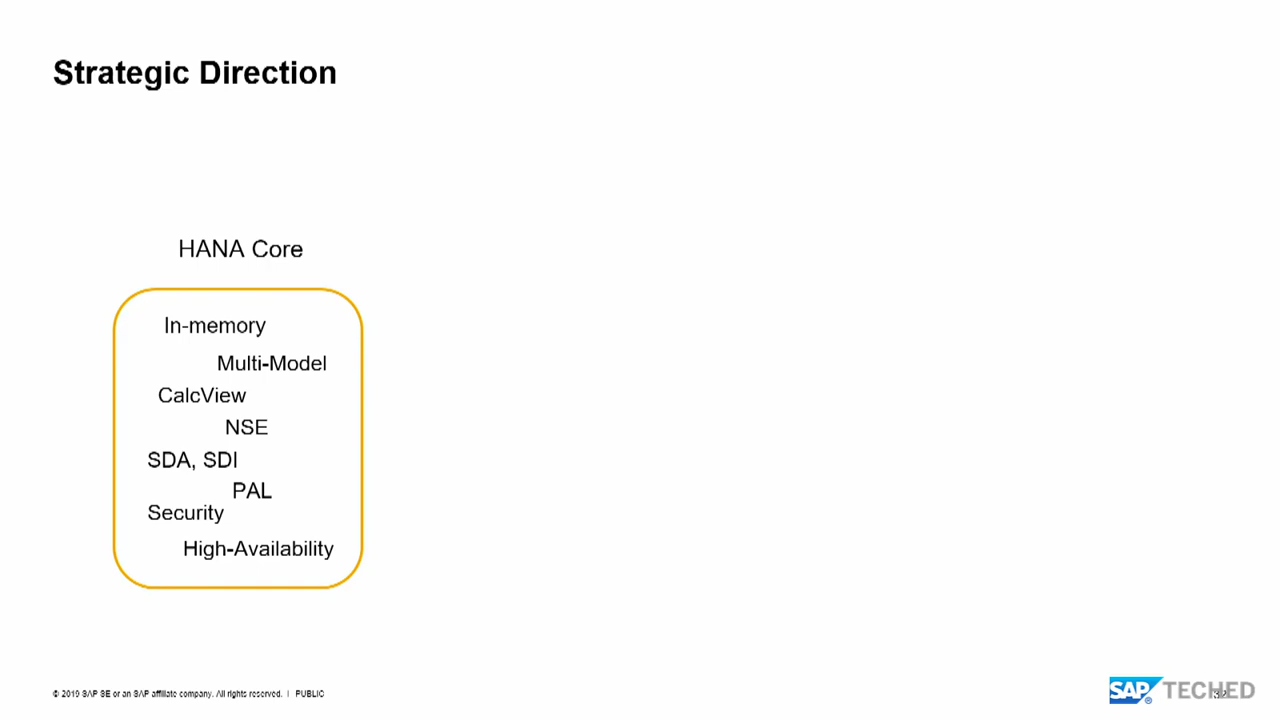 Strategic Direction
HANA Core
In-memory
Multi-Model
CalcView
NSE
SDA, SDI
PAL
Security
High-Availability
© 2019 SAP SE or an SAP affiliate company. All rights reserved. | PUBLIC
SAP® TECHED